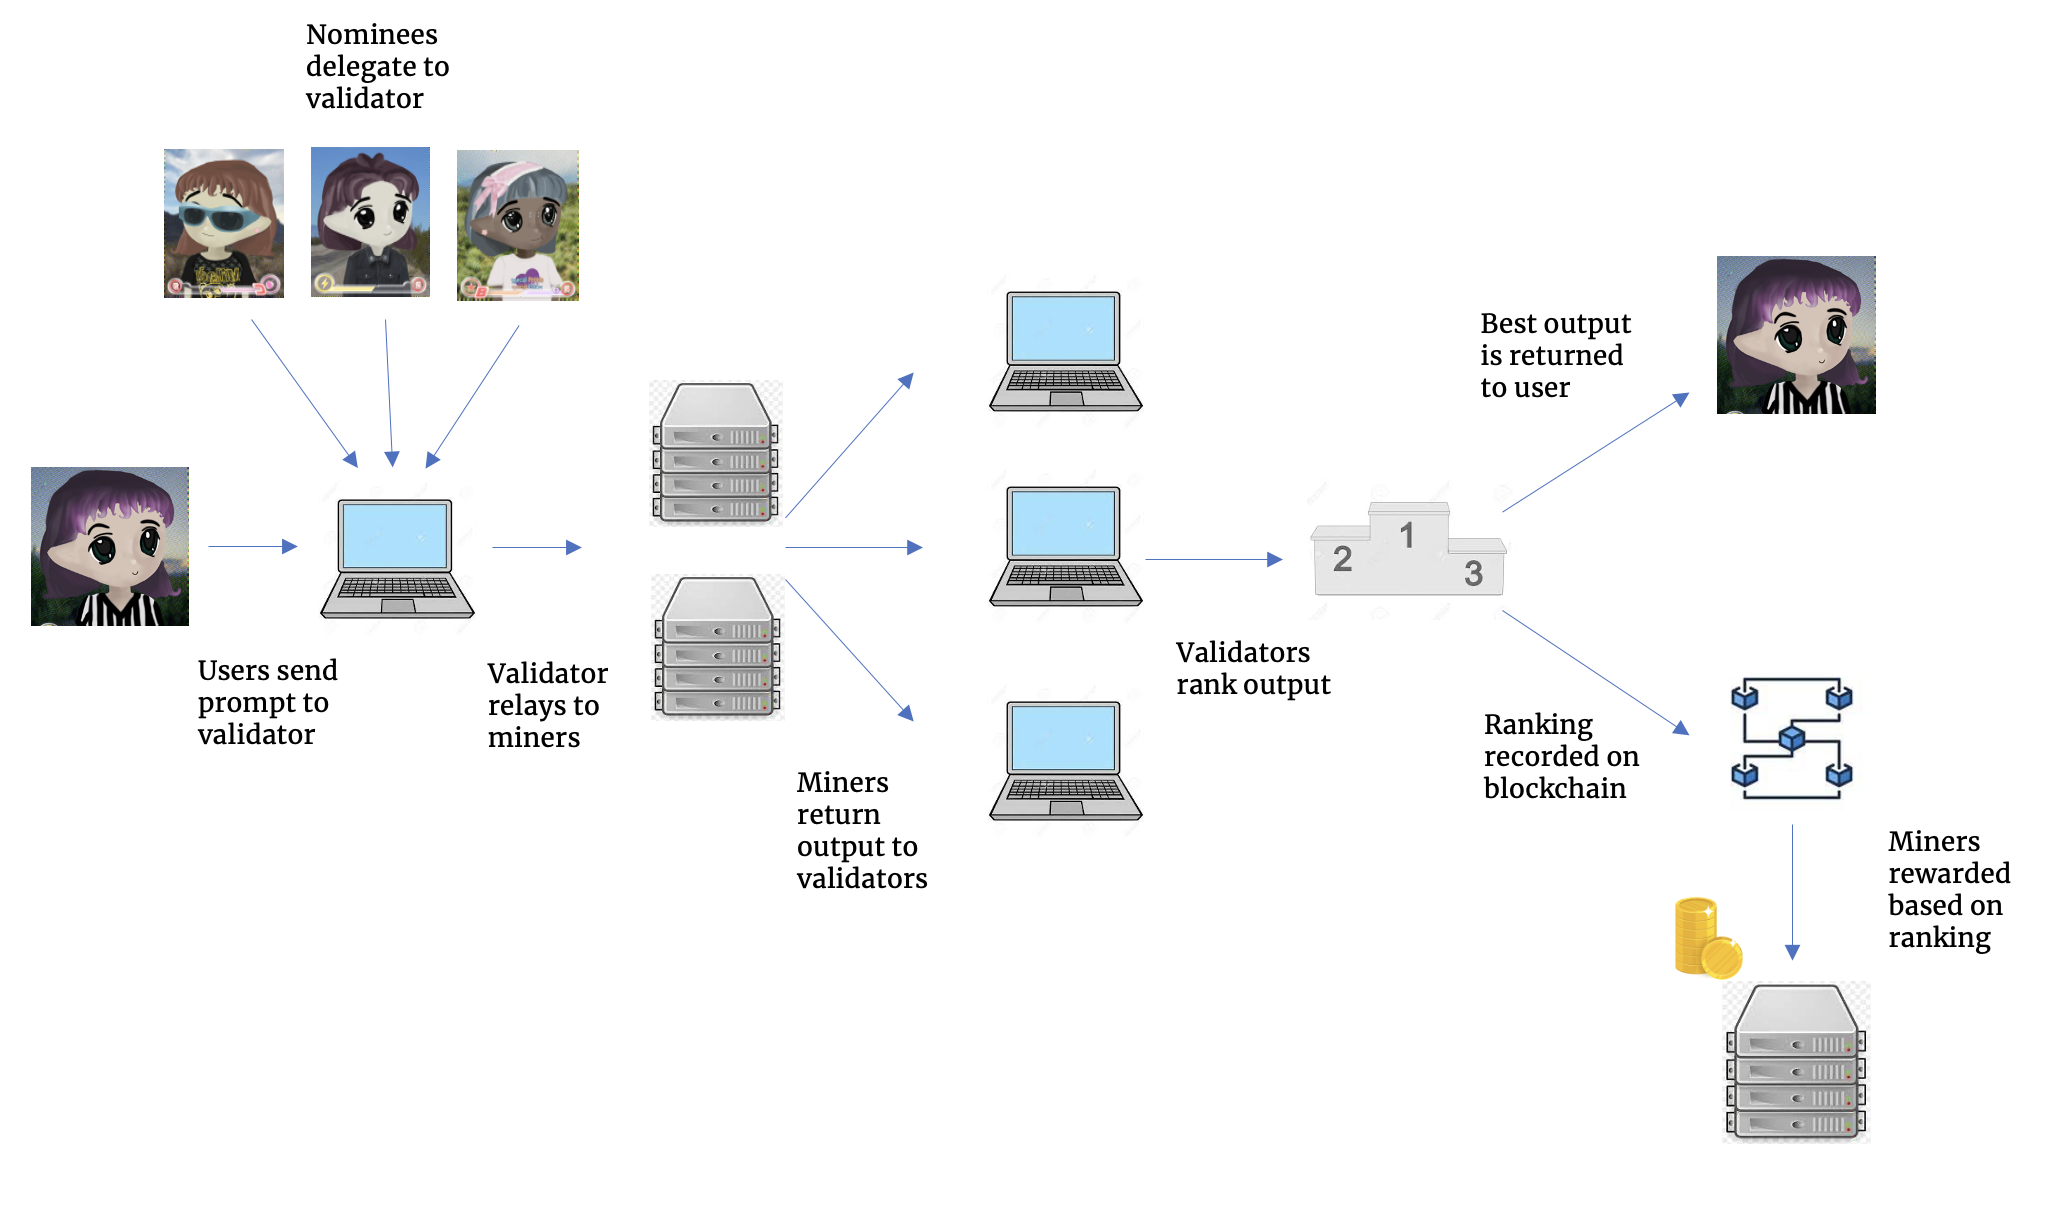 Nominees
delegate to
validator
Users send
prompt to
validator
Validator
relays to
miners
Miners
return
output to
validators
Validators
rank output
2
1
3
Best output
is returned
to user
Ranking
recorded on
blockchain
Miners
rewarded
based on
ranking